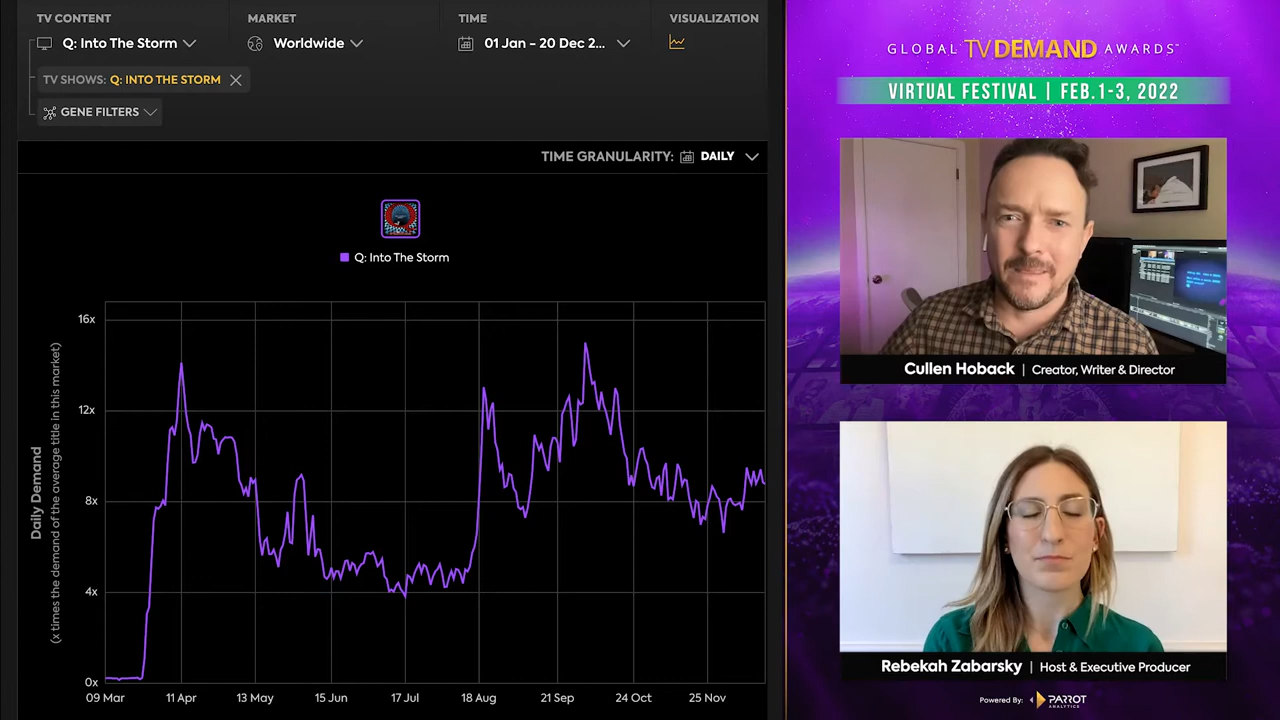 TV CONTENT
Q: Into The Storm
MARKET
Worldwide
TIME
01 Jan - 20 Dec 2...
VISUALIZATION
TV SHOWS: Q: INTO THE STORM
GENE FILTERS
TIME GRANULARITY: DAILY
Q: Into The Storm
Daily Demand
(x times the demand of the average title in this market)
16x
12x
8x
4x
0x
09 Mar
11 Apr
13 May
15 Jun
17 Jul
18 Aug
21 Sep
24 Oct
25 Nov
GLOBAL TV DEMAND AWARDS™
VIRTUAL FESTIVAL | FEB.1-3, 2022
Cullen Hoback | Creator, Writer & Director
Rebekah Zabarsky | Host & Executive Producer
Powered By: PARROT
ANALYTICS